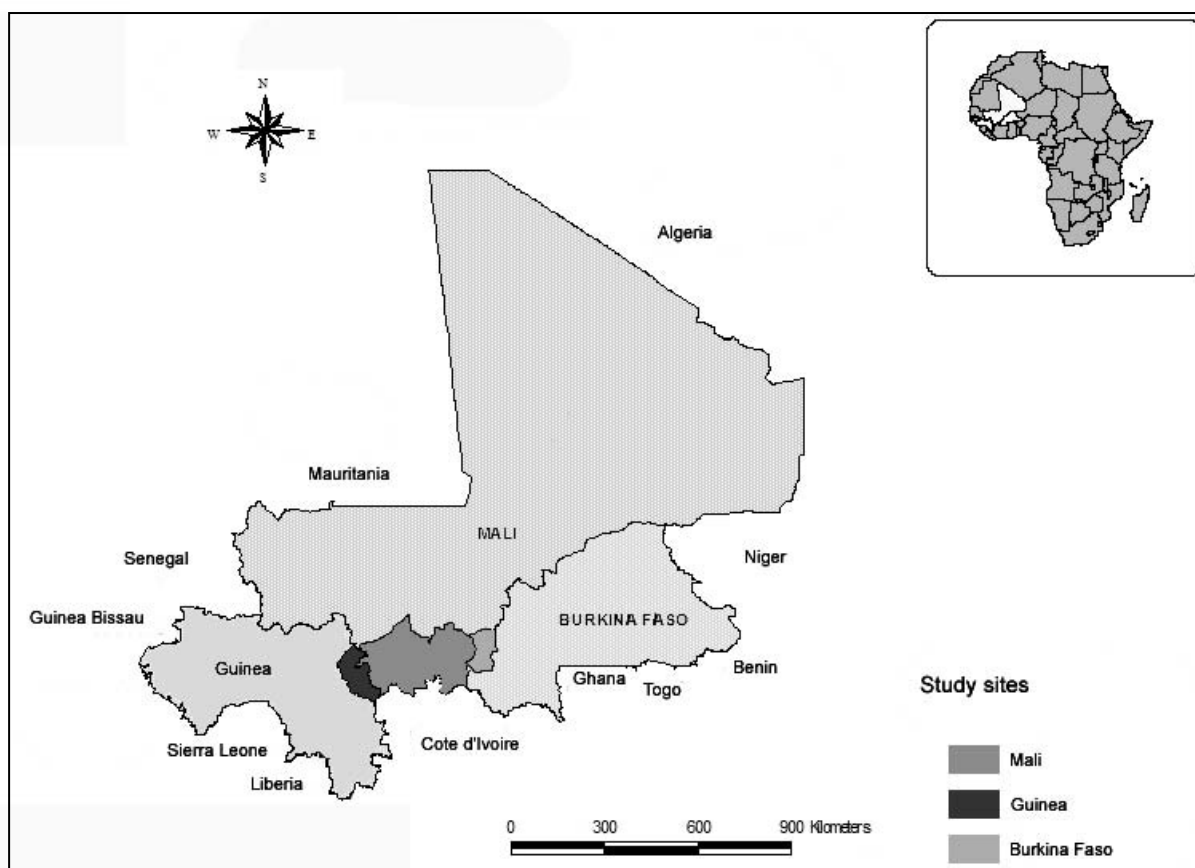 N
W E
S
Algeria
Mauritania
MALI
Senegal
Niger
Guinea Bissau
BURKINA FASO
Guinea
Benin
Ghana
Togo
Study sites
Sierra Leone
Cote d'Ivoire
Liberia
Mali
Guinea
0 300 600 900 Kilometers
Burkina Faso